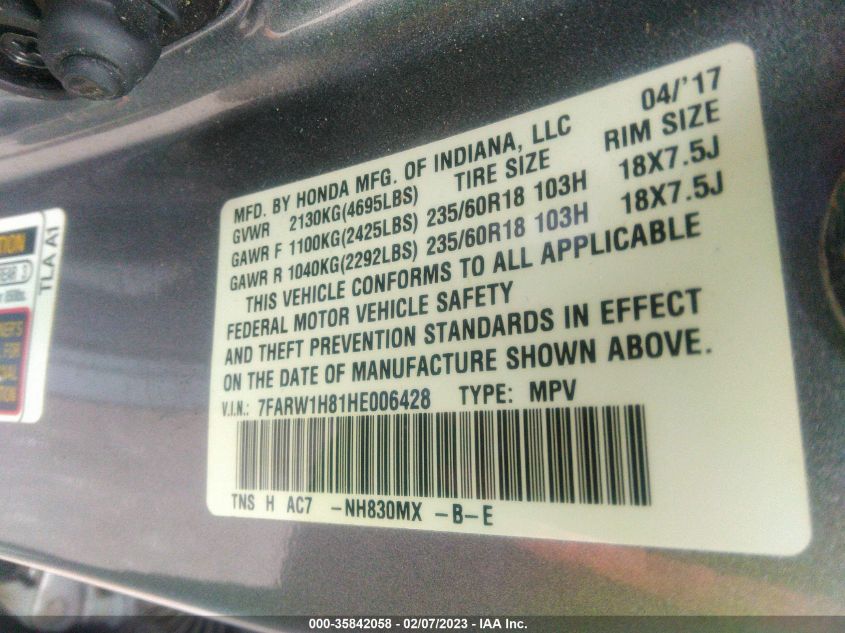 04/'17
MFD. BY HONDA MFG. OF INDIANA, LLC
RIM SIZE
GVWR 2130KG(4695LBS) TIRE SIZE
GAWR F 1100KG(2425LBS) 235/60R18 103H 18X7.5J
GAWR R 1040KG(2292LBS) 235/60R18 103H 18X7.5J
THIS VEHICLE CONFORMS TO ALL APPLICABLE
FEDERAL MOTOR VEHICLE SAFETY
AND THEFT PREVENTION STANDARDS IN EFFECT
ON THE DATE OF MANUFACTURE SHOWN ABOVE.
V.I.N.: 7FARW1H81HE006428 TYPE: MPV
TNS H AC7 -NH830MX -B-E
TLA A1
000-35842058 - 02/07/2023 - IAA Inc.